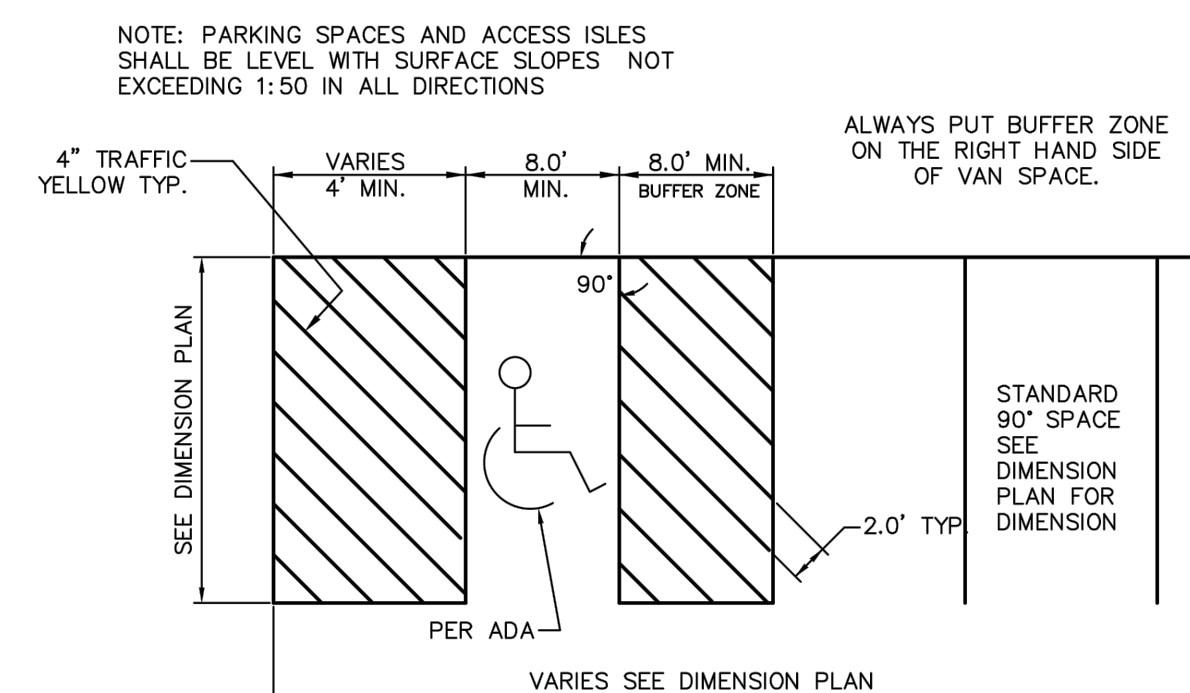 NOTE: PARKING SPACES AND ACCESS ISLES
SHALL BE LEVEL WITH SURFACE SLOPES NOT
EXCEEDING 1:50 IN ALL DIRECTIONS
ALWAYS PUT BUFFER ZONE
ON THE RIGHT HAND SIDE
OF VAN SPACE.
4" TRAFFIC
YELLOW TYP.
VARIES
4' MIN.
8.0'
MIN.
8.0' MIN.
BUFFER ZONE
90°
SEE DIMENSION PLAN
STANDARD
90° SPACE
SEE
DIMENSION
PLAN FOR
DIMENSION
2.0' TYP.
PER ADA
VARIES SEE DIMENSION PLAN